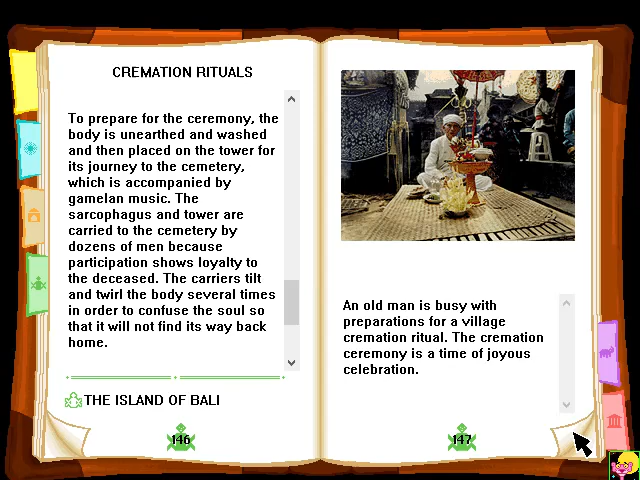 CREMATION RITUALS
To prepare for the ceremony, the
body is unearthed and washed
and then placed on the tower for
its journey to the cemetery,
which is accompanied by
gamelan music. The
sarcophagus and tower are
carried to the cemetery by
dozens of men because
participation shows loyalty to
the deceased. The carriers tilt
and twirl the body several times
in order to confuse the soul so
that it will not find its way back
home.
THE ISLAND OF BALI
146
An old man is busy with
preparations for a village
cremation ritual. The cremation
ceremony is a time of joyous
celebration.
147